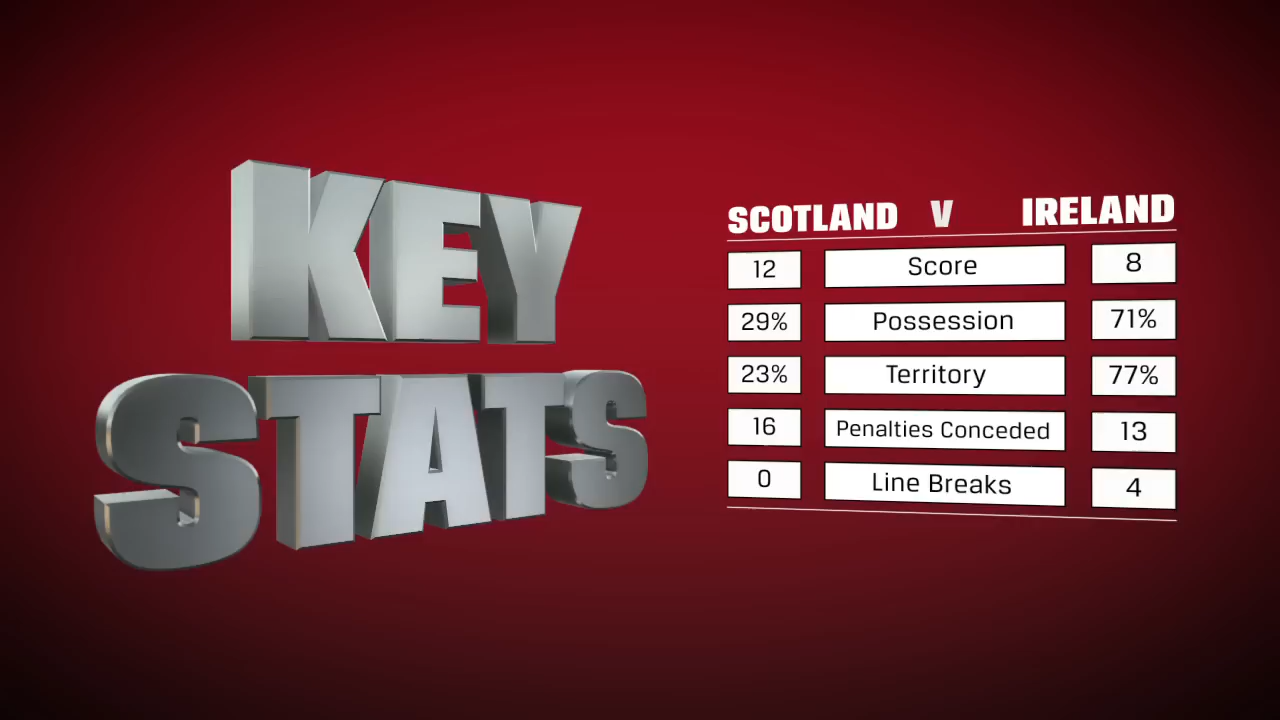 KEY
STATS
SCOTLAND V IRELAND
12 Score 8
29% Possession 71%
23% Territory 77%
16 Penalties Conceded 13
0 Line Breaks 4